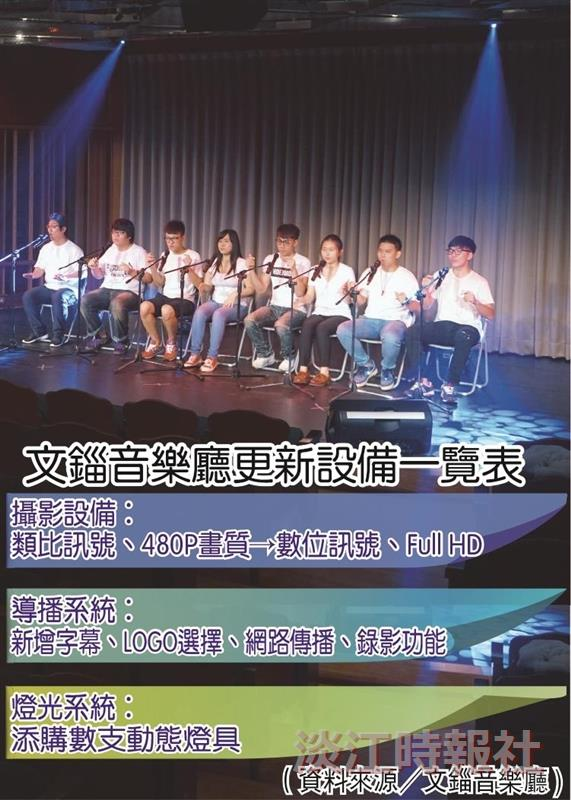 文錙音樂廳更新設備一覽表
攝影設備：
類比訊號、480P畫質→數位訊號、Full HD
導播系統：
新增字幕、LOGO選擇、網路傳播、錄影功能
燈光系統：
添購數支動態燈具
淡江時報社
（資料來源／文錙音樂廳）